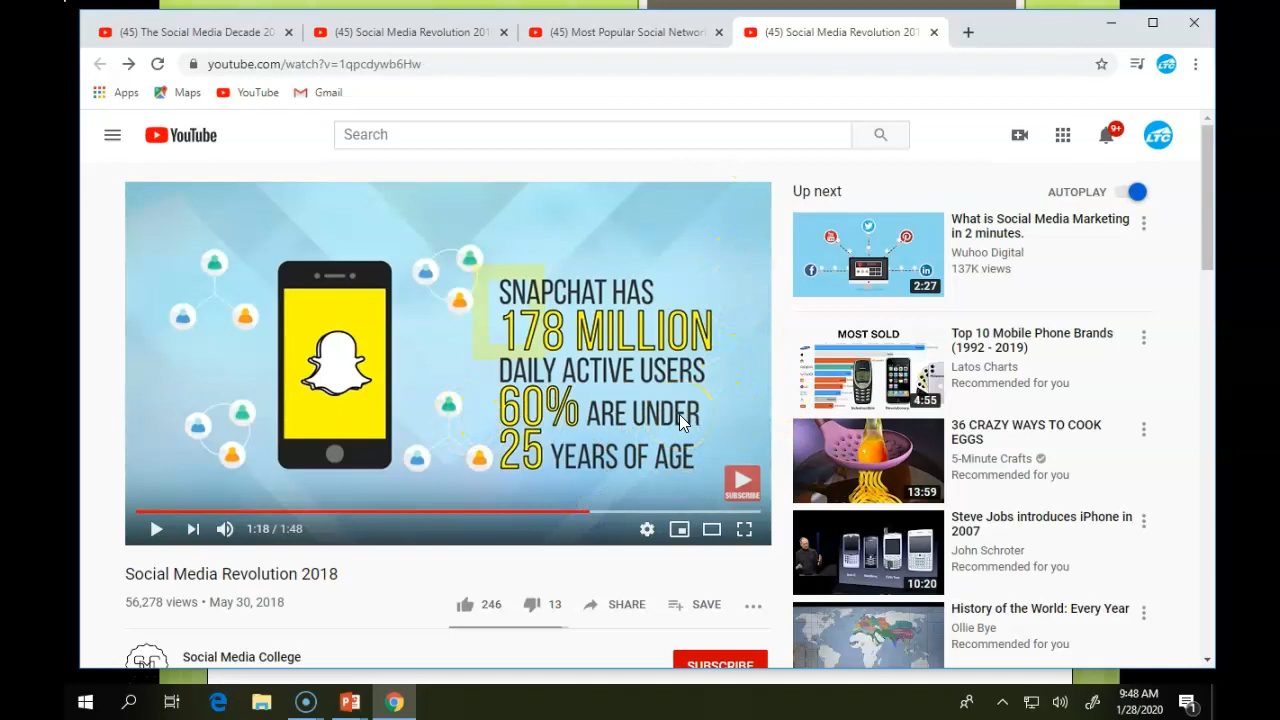 (45) The Social Media Decade 20
(45) Social Media Revolution 201
(45) Most Popular Social Networ
(45) Social Media Revolution 201
youtube.com/watch?v=1qpcdywb6Hw
LTC
Apps
Maps
YouTube
Gmail
YouTube
Search
9+
LTC
SNAPCHAT HAS
178 MILLION
DAILY ACTIVE USERS
60% ARE UNDER
25 YEARS OF AGE
SUBSCRIBE
1:18 / 1:48
Social Media Revolution 2018
56,278 views • May 30, 2018
246
13
SHARE
SAVE
Social Media College
SUBSCRIBE
Up next
AUTOPLAY
2:27
What is Social Media Marketing
in 2 minutes.
Wuhoo Digital
137K views
MOST SOLD
4:55
Top 10 Mobile Phone Brands
(1992 - 2019)
Latos Charts
Recommended for you
13:59
36 CRAZY WAYS TO COOK
EGGS
5-Minute Crafts
Recommended for you
10:20
Steve Jobs introduces iPhone in
2007
John Schroter
Recommended for you
History of the World: Every Year
Ollie Bye
Recommended for you
9:48 AM
1/28/2020
1